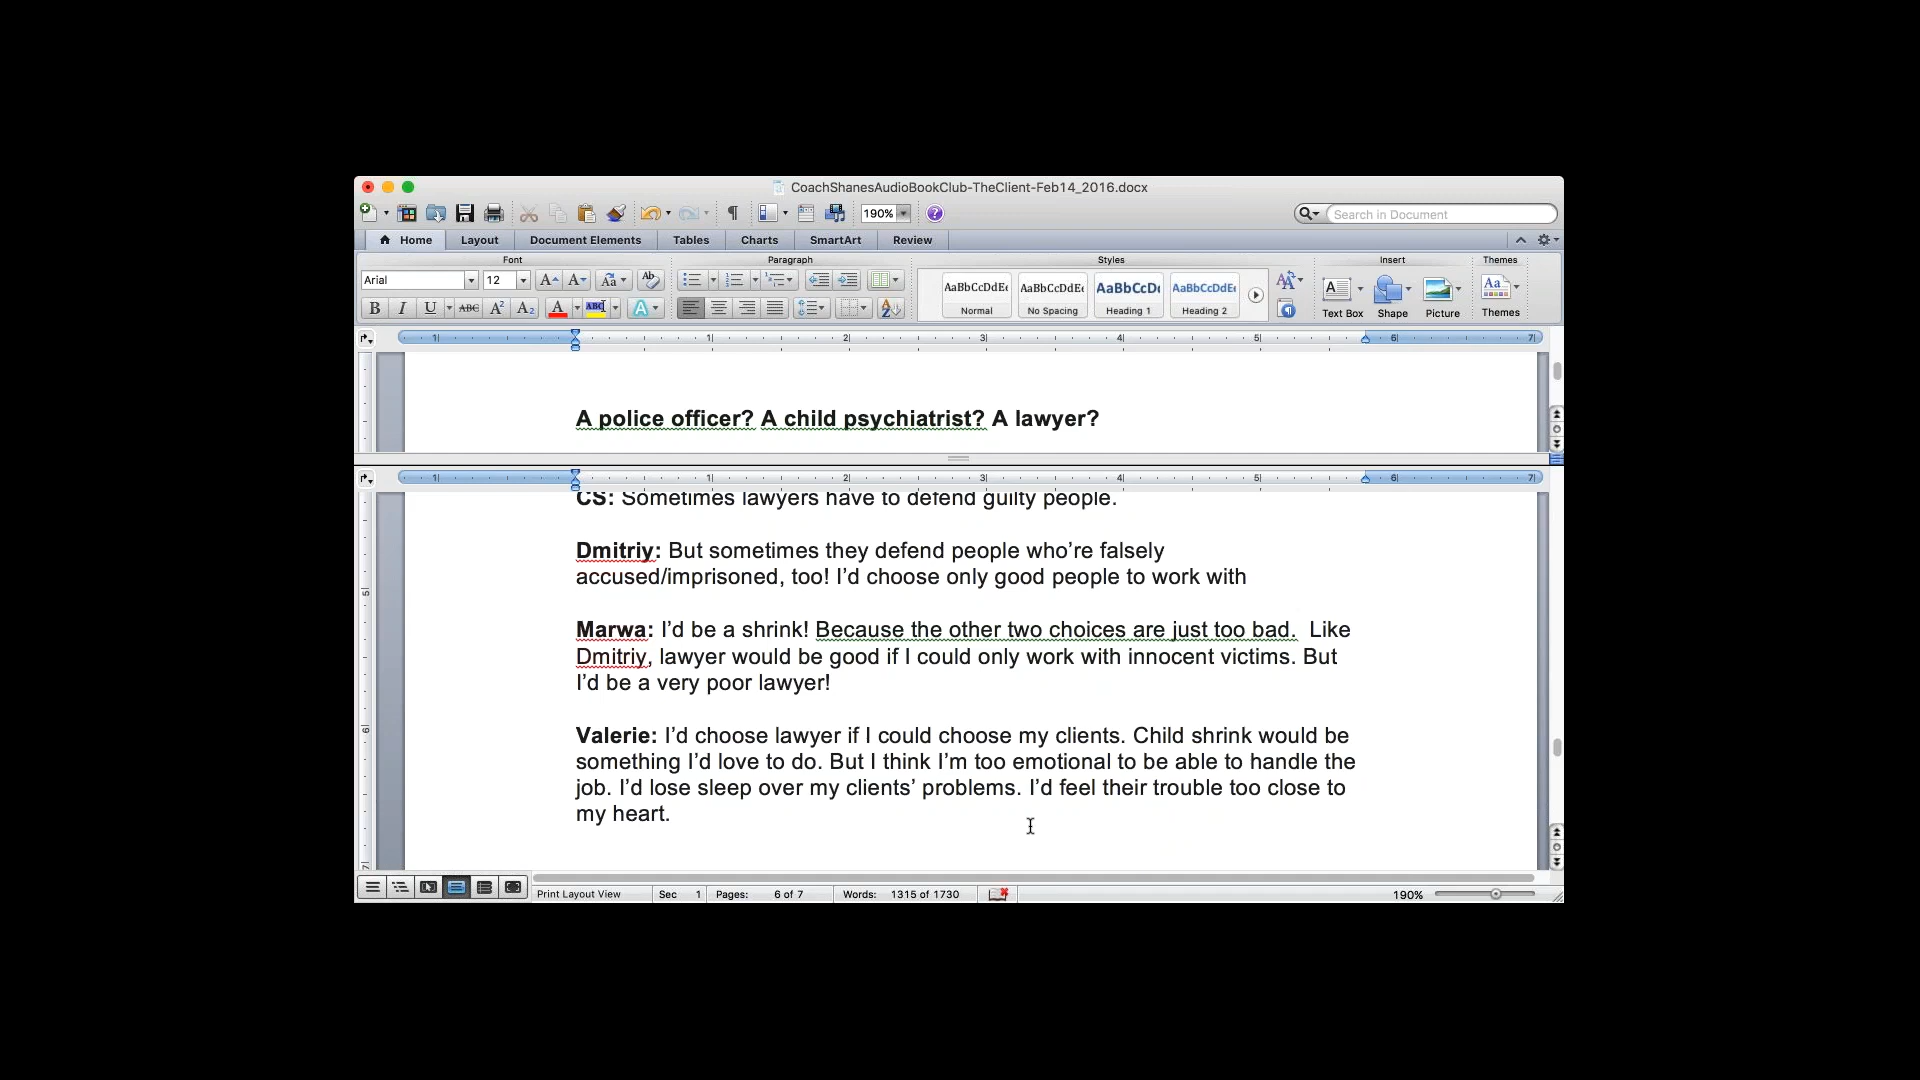 CoachShanesAudioBookClub-TheClient-Feb14_2016.docx
190%
Search in Document
Home Layout Document Elements Tables Charts SmartArt Review
Font Paragraph Styles Insert Themes
Arial 12
AaBbCcDdEe AaBbCcDdEe AaBbCcDc AaBbCcDdEe
Normal No Spacing Heading 1 Heading 2
Text Box Shape Picture Themes
A police officer? A child psychiatrist? A lawyer?
CS: Sometimes lawyers have to defend guilty people.
Dmitriy: But sometimes they defend people who’re falsely
accused/imprisoned, too! I’d choose only good people to work with
Marwa: I’d be a shrink! Because the other two choices are just too bad.  Like
Dmitriy, lawyer would be good if I could only work with innocent victims. But
I’d be a very poor lawyer!
Valerie: I’d choose lawyer if I could choose my clients. Child shrink would be
something I’d love to do. But I think I’m too emotional to be able to handle the
job. I’d lose sleep over my clients’ problems. I’d feel their trouble too close to
my heart.
Print Layout View Sec 1 Pages: 6 of 7 Words: 1315 of 1730 190%